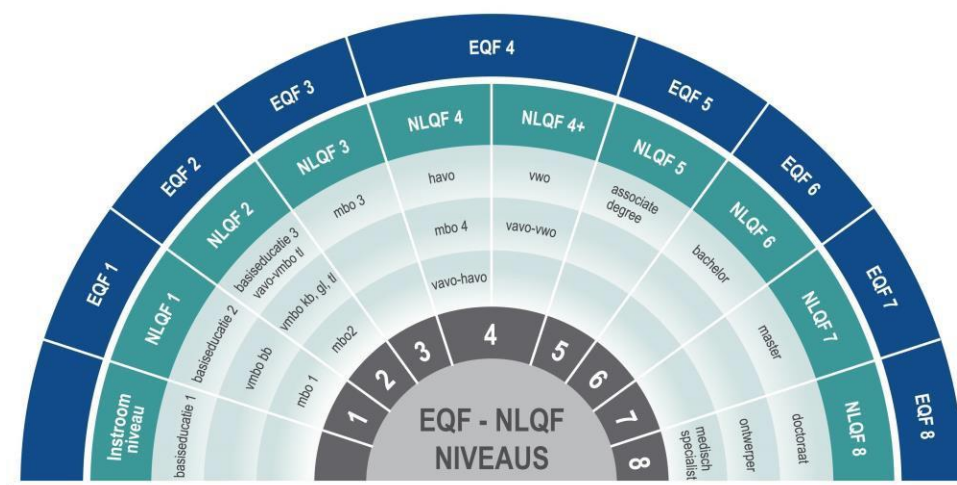 EQF 1
EQF 2
EQF 3
EQF 4
EQF 5
EQF 6
EQF 7
EQF 8
Instroom
niveau
NLQF 1
NLQF 2
NLQF 3
NLQF 4
NLQF 4+
NLQF 5
NLQF 6
NLQF 7
NLQF 8
basiseducatie 1
basiseducatie 2
vmbo bb
mbo 1
basiseducatie 3
vavo-vmbo tl
vmbo kb, gl, tl
mbo2
mbo 3
havo
mbo 4
vavo-havo
vwo
vavo-vwo
associate
degree
bachelor
master
doctoraat
ontwerper
medisch
specialist
1
2
3
4
5
6
7
8
EQF - NLQF
NIVEAUS